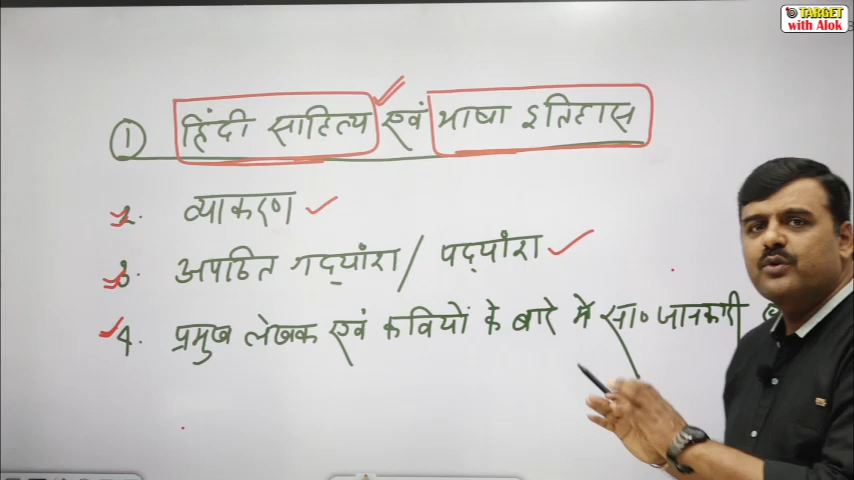 TARGET
with Alok
① हिंदी साहित्य एवं भाषा इतिहास
2. व्याकरण
3. अपठित गद्यांश / पद्यांश
4. प्रमुख लेखक एवं कवियों के बारे में सा० जानकारी